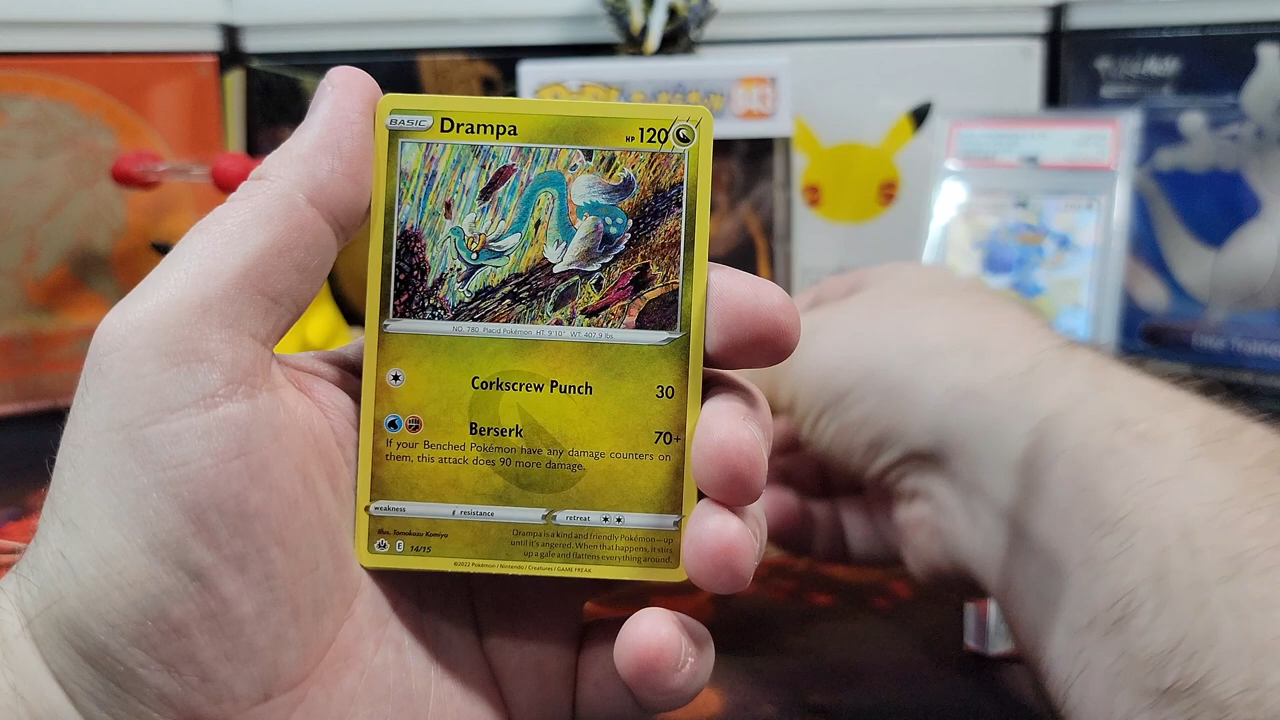 BASIC Drampa HP 120
NO. 780 Placid Pokémon HT: 9'10" WT: 407.9 lbs
Corkscrew Punch 30
Berserk 70+
If your Benched Pokémon have any damage counters on
them, this attack does 90 more damage.
weakness resistance retreat
Illus. Tomokazu Komiya
E 14/15
Drampa is a kind and friendly Pokémon—up
until it's angered. When that happens, it stirs
up a gale and flattens everything around.
©2022 Pokémon / Nintendo / Creatures / GAME FREAK
843